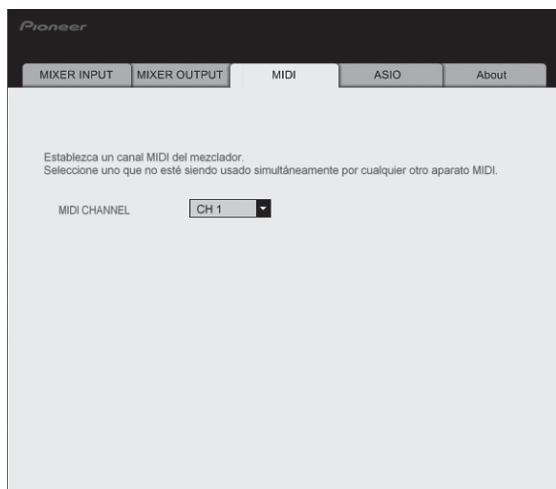 Pioneer
MIXER INPUT MIXER OUTPUT MIDI ASIO About
Establezca un canal MIDI del mezclador.
Seleccione uno que no esté siendo usado simultáneamente por cualquier otro aparato MIDI.
MIDI CHANNEL CH 1